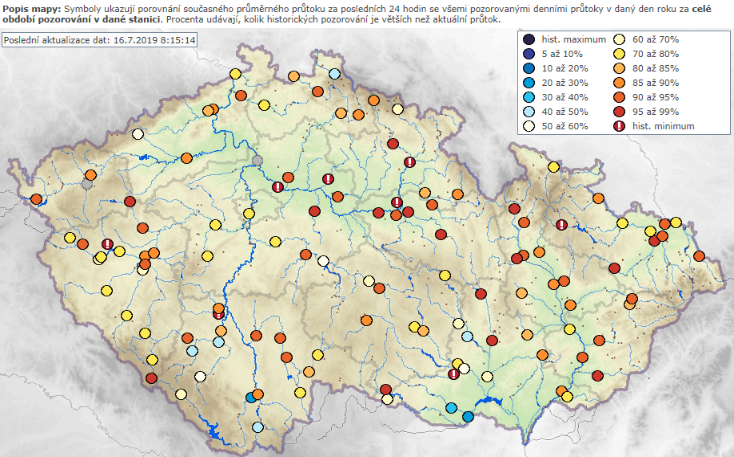 Popis mapy: Symboly ukazují porovnání současného průměrného průtoku za posledních 24 hodin se všemi pozorovanými denními průtoky v daný den roku za celé
období pozorování v dané stanici. Procenta udávají, kolik historických pozorování je větších než aktuální průtok.
Poslední aktualizace dat: 16.7.2019 8:15:14
hist. maximum
5 až 10%
10 až 20%
20 až 30%
30 až 40%
40 až 50%
50 až 60%
60 až 70%
70 až 80%
80 až 85%
85 až 90%
90 až 95%
95 až 99%
hist. minimum